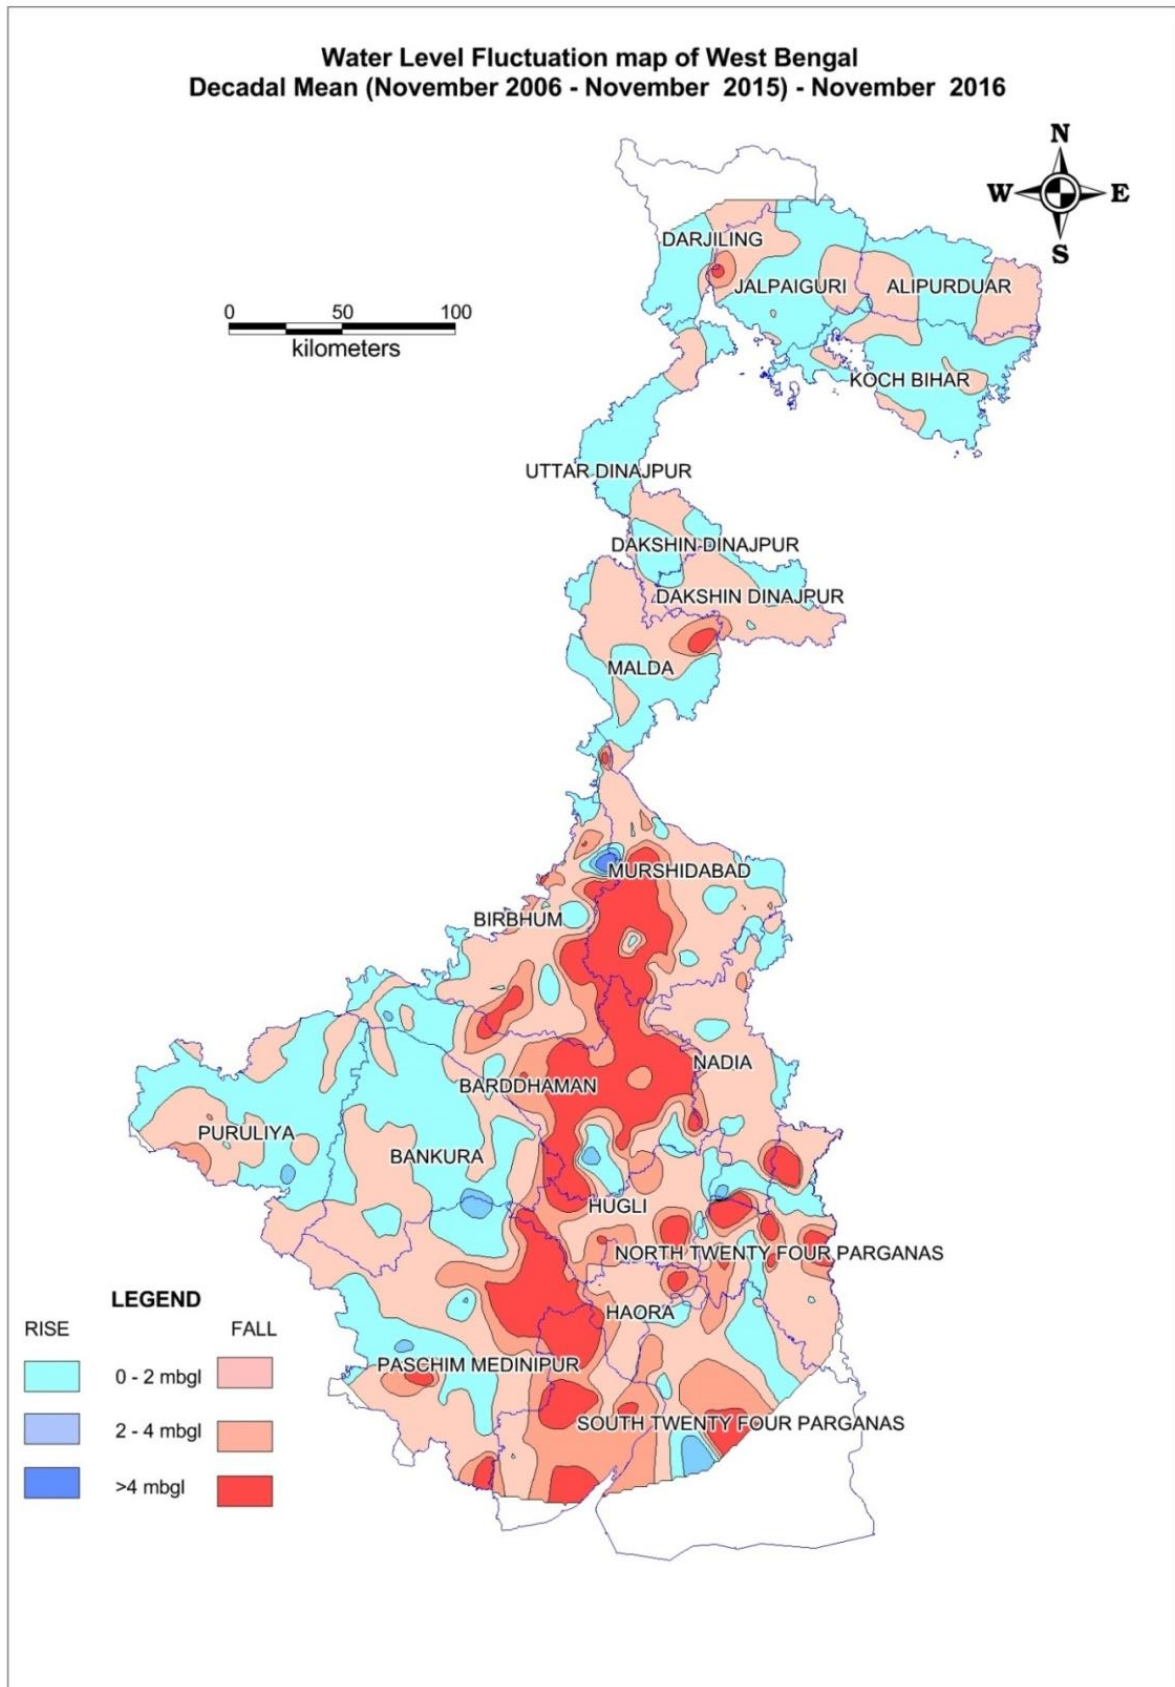 Water Level Fluctuation map of West Bengal
Decadal Mean (November 2006 - November 2015) - November 2016
N
W E
S
DARJILING
JALPAIGURI
ALIPURDUAR
0 50 100
kilometers
KOCH BIHAR
UTTAR DINAJPUR
DAKSHIN DINAJPUR
DAKSHIN DINAJPUR
MALDA
MURSHIDABAD
BIRBHUM
NADIA
BARDDHAMAN
PURULIYA
BANKURA
HUGLI
NORTH TWENTY FOUR PARGANAS
HAORA
PASCHIM MEDINIPUR
SOUTH TWENTY FOUR PARGANAS
LEGEND
RISE FALL
0 - 2 mbgl
2 - 4 mbgl
>4 mbgl